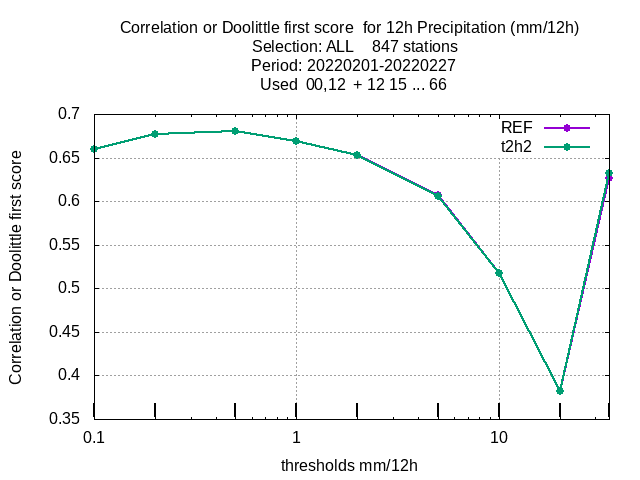 Correlation or Doolittle first score  for 12h Precipitation (mm/12h)
Selection: ALL    847 stations
Period: 20220201-20220227
Used  00,12  + 12 15 ... 66
REF
t2h2
Correlation or Doolittle first score
0.7
0.65
0.6
0.55
0.5
0.45
0.4
0.35
0.1 1 10
thresholds mm/12h